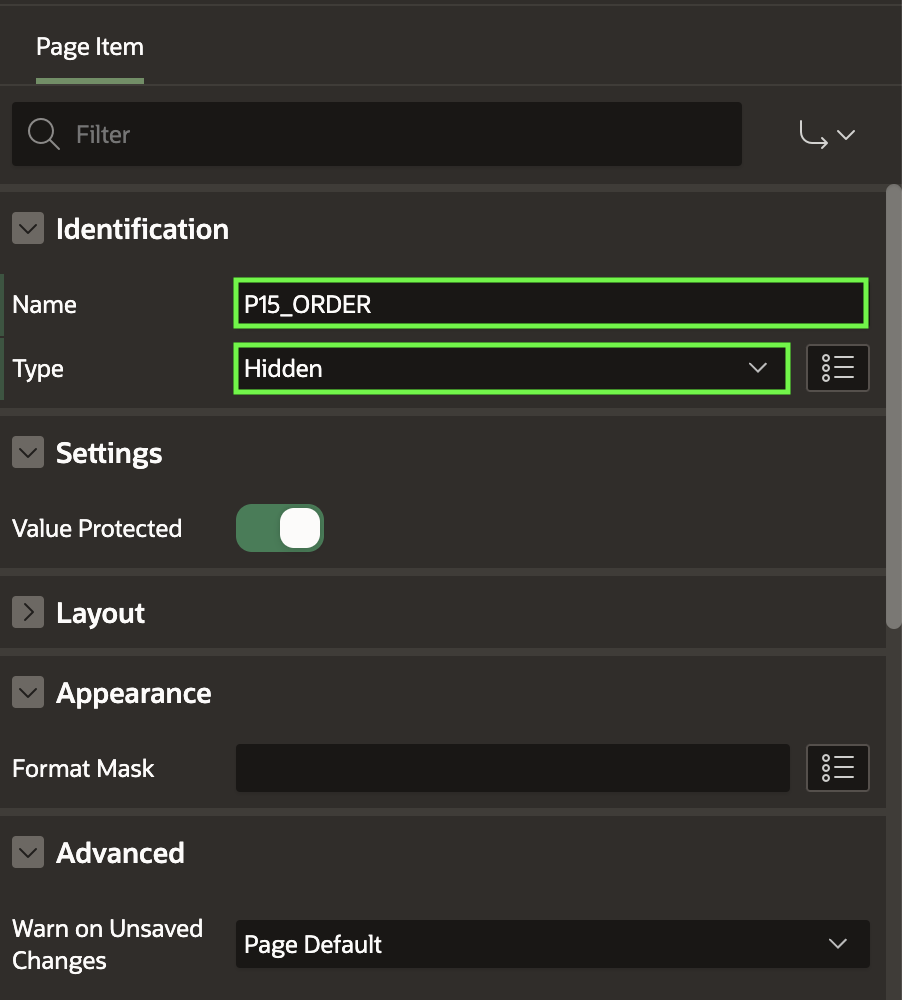 Page Item
Filter
Identification
Name P15_ORDER
Type Hidden
Settings
Value Protected
Layout
Appearance
Format Mask
Advanced
Warn on Unsaved
Changes
Page Default